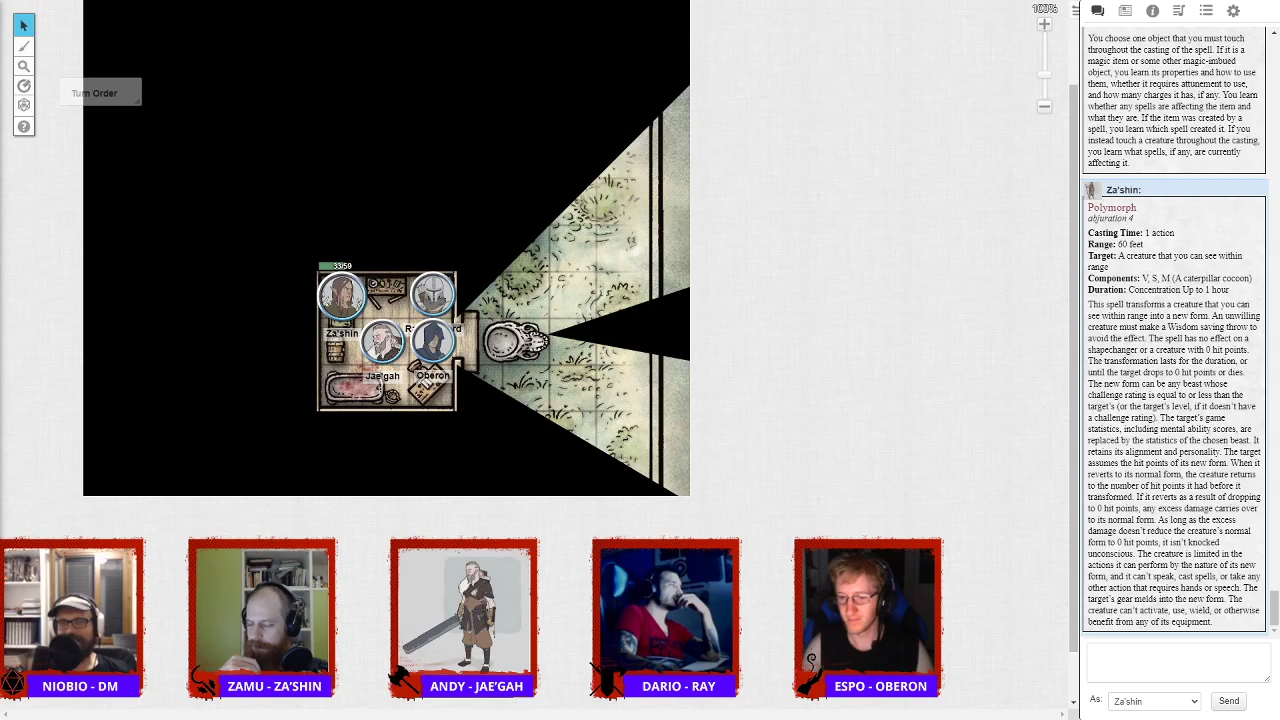 100%
Turn Order
You choose one object that you must touch
throughout the casting of the spell. If it is a
magic item or some other magic-imbued
object, you learn its properties and how to use
them, whether it requires attunement to use,
and how many charges it has, if any. You learn
whether any spells are affecting the item and
what they are. If the item was created by a
spell, you learn which spell created it. If you
instead touch a creature throughout the casting,
you learn what spells, if any, are currently
affecting it.
Za'shin:
Polymorph
abjuration 4
Casting Time: 1 action
Range: 60 feet
Target: A creature that you can see within
range
Components: V, S, M (A caterpillar cocoon)
Duration: Concentration Up to 1 hour
This spell transforms a creature that you can
see within range into a new form. An unwilling
creature must make a Wisdom saving throw to
avoid the effect. The spell has no effect on a
shapechanger or a creature with 0 hit points.
The transformation lasts for the duration, or
until the target drops to 0 hit points or dies.
The new form can be any beast whose
challenge rating is equal to or less than the
target's (or the target's level, if it doesn't have
a challenge rating). The target's game
statistics, including mental ability scores, are
replaced by the statistics of the chosen beast. It
retains its alignment and personality. The target
assumes the hit points of its new form. When it
reverts to its normal form, the creature returns
to the number of hit points it had before it
transformed. If it reverts as a result of dropping
to 0 hit points, any excess damage carries over
to its normal form. As long as the excess
damage doesn't reduce the creature's normal
form to 0 hit points, it isn't knocked
unconscious. The creature is limited in the
actions it can perform by the nature of its new
form, and it can't speak, cast spells, or take any
other action that requires hands or speech. The
target's gear melds into the new form. The
creature can't activate, use, wield, or otherwise
benefit from any of its equipment.
33/59
Za'shin
Jae'gah
Oberon
NIOBIO - DM
ZAMU - ZA'SHIN
ANDY - JAE'GAH
DARIO - RAY
ESPO - OBERON
As:
Za'shin
Send